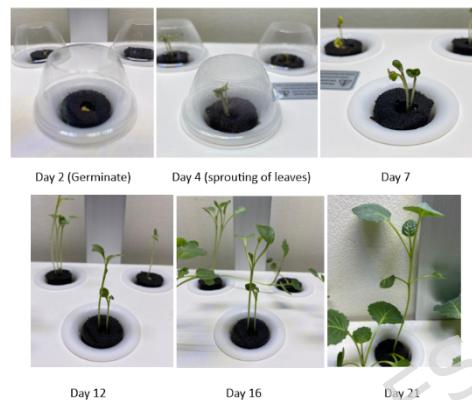 Day 2 (Germinate)
Day 4 (sprouting of leaves)
Day 7
Day 12
Day 16
Day 21